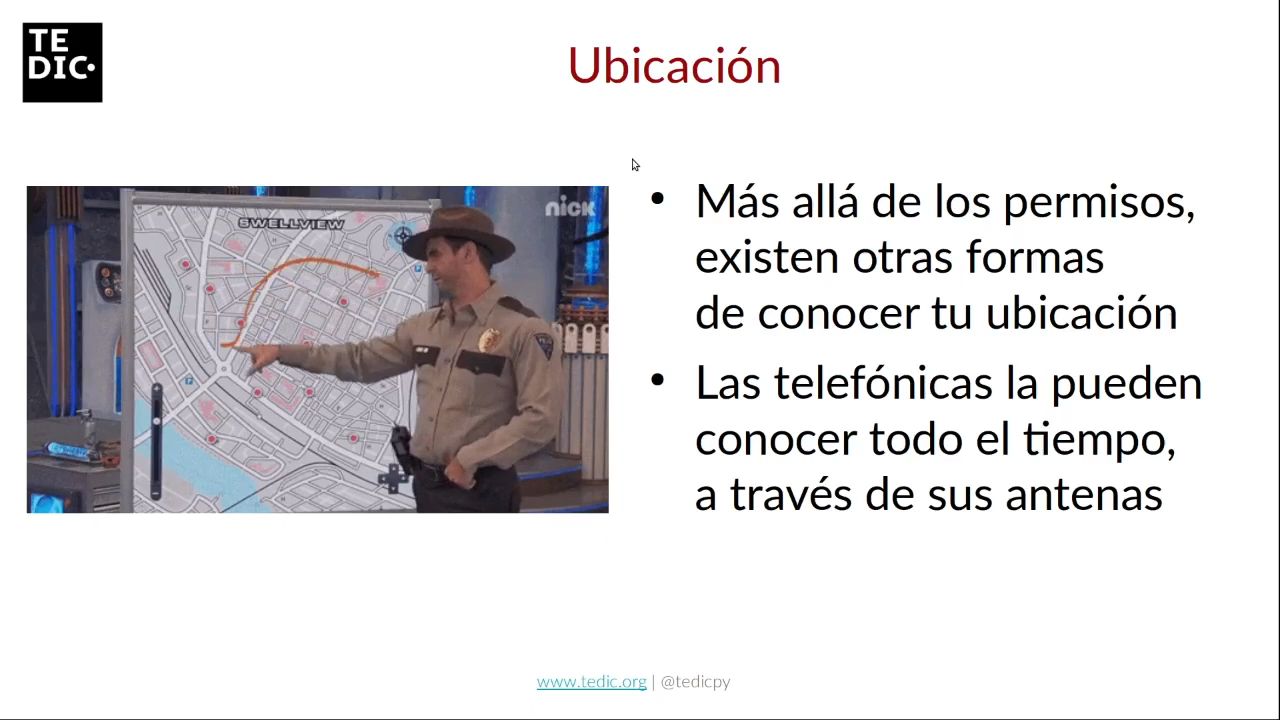 TE
DIC
Ubicación
nick
SWELLVIEW
• Más allá de los permisos,
existen otras formas
de conocer tu ubicación
• Las telefónicas la pueden
conocer todo el tiempo,
a través de sus antenas
www.tedic.org | @tedicpy